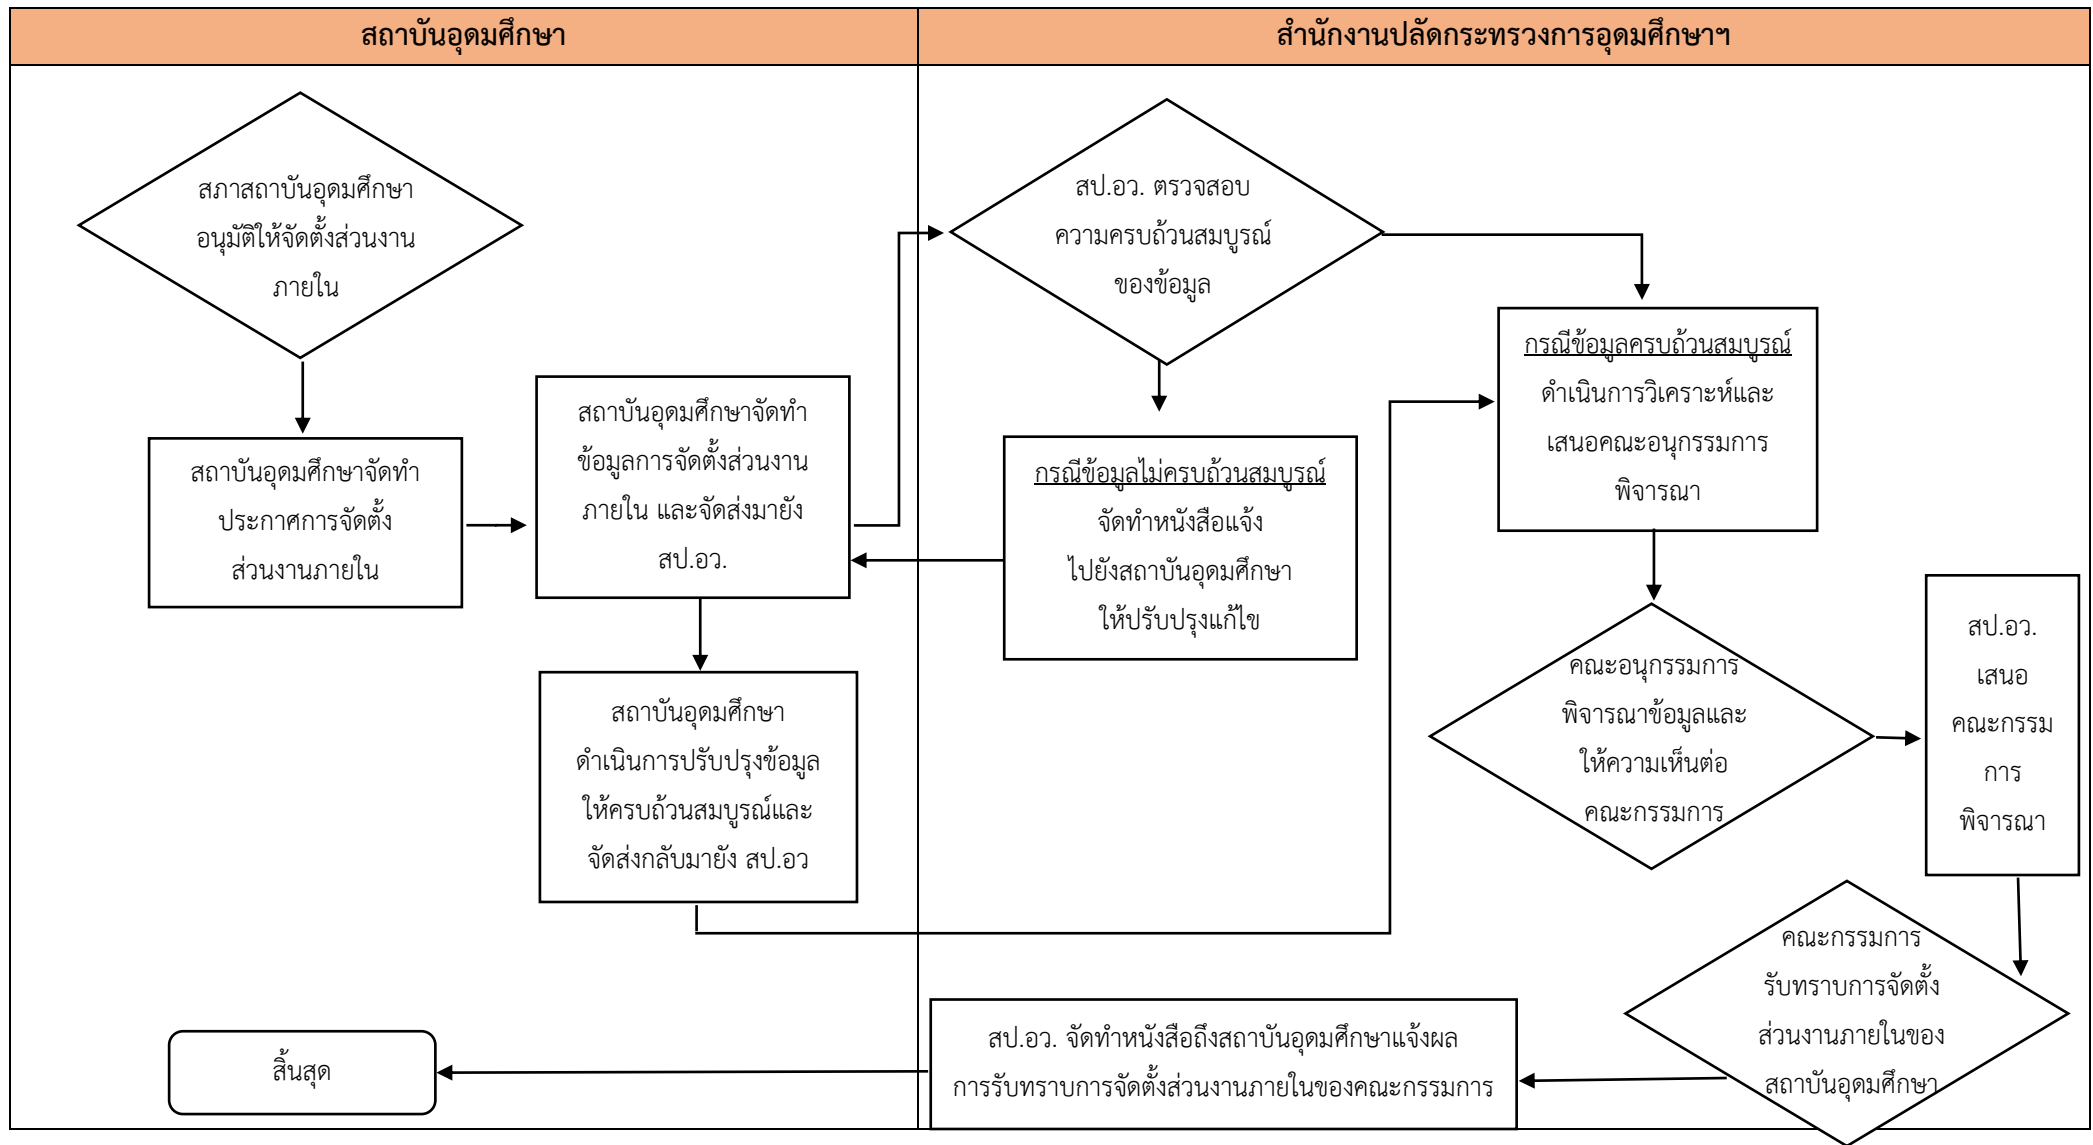 สถาบันอุดมศึกษา
สำนักงานปลัดกระทรวงการอุดมศึกษาฯ
สภาสถาบันอุดมศึกษา
อนุมัติให้จัดตั้งส่วนงาน
ภายใน
สถาบันอุดมศึกษาจัดทำ
ประกาศการจัดตั้ง
ส่วนงานภายใน
สถาบันอุดมศึกษาจัดทำ
ข้อมูลการจัดตั้งส่วนงาน
ภายใน และจัดส่งมายัง
สป.อว.
สถาบันอุดมศึกษา
ดำเนินการปรับปรุงข้อมูล
ให้ครบถ้วนสมบูรณ์และ
จัดส่งกลับมายัง สป.อว
สป.อว. ตรวจสอบ
ความครบถ้วนสมบูรณ์
ของข้อมูล
กรณีข้อมูลไม่ครบถ้วนสมบูรณ์
จัดทำหนังสือแจ้ง
ไปยังสถาบันอุดมศึกษา
ให้ปรับปรุงแก้ไข
กรณีข้อมูลครบถ้วนสมบูรณ์
ดำเนินการวิเคราะห์และ
เสนอคณะอนุกรรมการ
พิจารณา
คณะอนุกรรมการ
พิจารณาข้อมูลและ
ให้ความเห็นต่อ
คณะกรรมการ
สป.อว.
เสนอ
คณะกรรม
การ
พิจารณา
คณะกรรมการ
รับทราบการจัดตั้ง
ส่วนงานภายในของ
สถาบันอุดมศึกษา
สป.อว. จัดทำหนังสือถึงสถาบันอุดมศึกษาแจ้งผล
การรับทราบการจัดตั้งส่วนงานภายในของคณะกรรมการ
สิ้นสุด